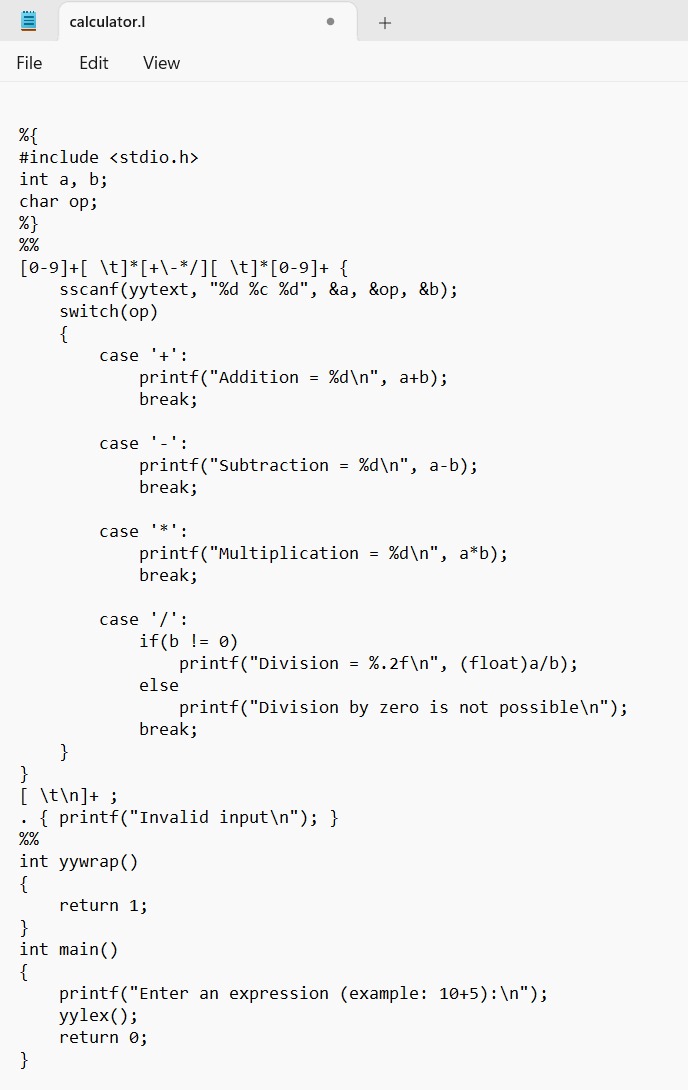 calculator.l
+
File Edit View
%{
#include <stdio.h>
int a, b;
char op;
%}
%%
[0-9]+[ \t]*[+\-*/][ \t]*[0-9]+ {
    sscanf(yytext, "%d %c %d", &a, &op, &b);
    switch(op)
    {
        case '+':
            printf("Addition = %d\n", a+b);
            break;

        case '-':
            printf("Subtraction = %d\n", a-b);
            break;

        case '*':
            printf("Multiplication = %d\n", a*b);
            break;

        case '/':
            if(b != 0)
                printf("Division = %.2f\n", (float)a/b);
            else
                printf("Division by zero is not possible\n");
            break;
    }
}
[ \t\n]+ ;
. { printf("Invalid input\n"); }
%%
int yywrap()
{
    return 1;
}
int main()
{
    printf("Enter an expression (example: 10+5):\n");
    yylex();
    return 0;
}